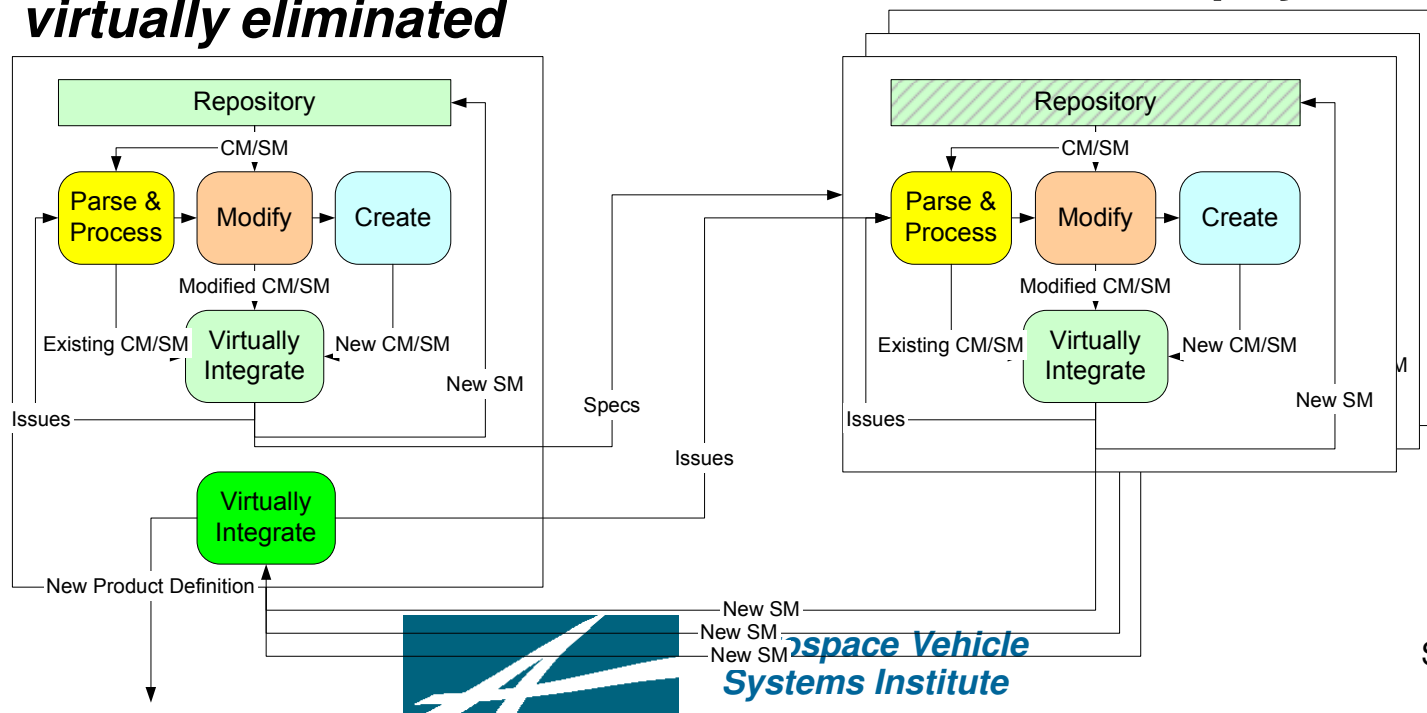 virtually eliminated
Repository
CM/SM
Parse &
Process
Modify
Create
Modified CM/SM
Existing CM/SM
Virtually
Integrate
New CM/SM
New SM
Issues
Virtually
Integrate
New Product Definition
Specs
Issues
Repository
CM/SM
Parse &
Process
Modify
Create
Modified CM/SM
Existing CM/SM
Virtually
Integrate
New CM/SM
New SM
Issues
M
New SM
New SM
New SM
ospace Vehicle
Systems Institute
S